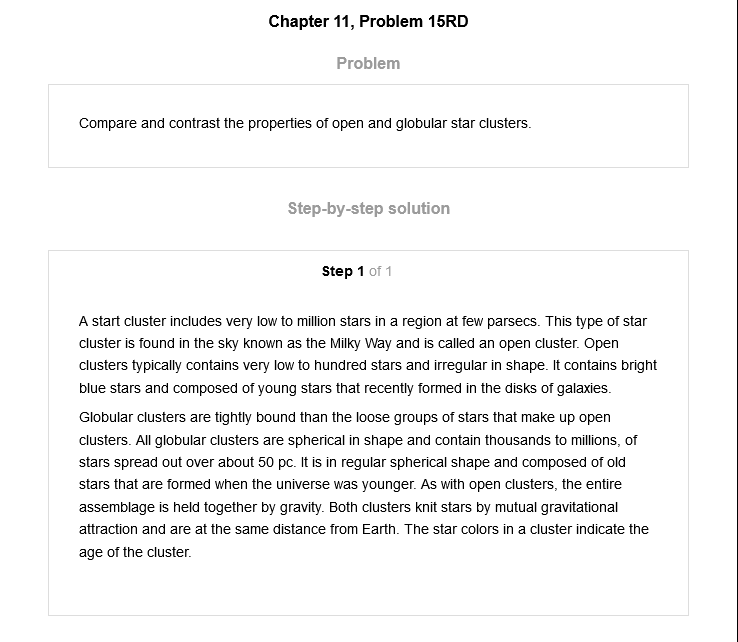 Chapter 11, Problem 15RD
Problem
Compare and contrast the properties of open and globular star clusters.
Step-by-step solution
Step 1 of 1
A start cluster includes very low to million stars in a region at few parsecs. This type of star
cluster is found in the sky known as the Milky Way and is called an open cluster. Open
clusters typically contains very low to hundred stars and irregular in shape. It contains bright
blue stars and composed of young stars that recently formed in the disks of galaxies.
Globular clusters are tightly bound than the loose groups of stars that make up open
clusters. All globular clusters are spherical in shape and contain thousands to millions, of
stars spread out over about 50 pc. It is in regular spherical shape and composed of old
stars that are formed when the universe was younger. As with open clusters, the entire
assemblage is held together by gravity. Both clusters knit stars by mutual gravitational
attraction and are at the same distance from Earth. The star colors in a cluster indicate the
age of the cluster.